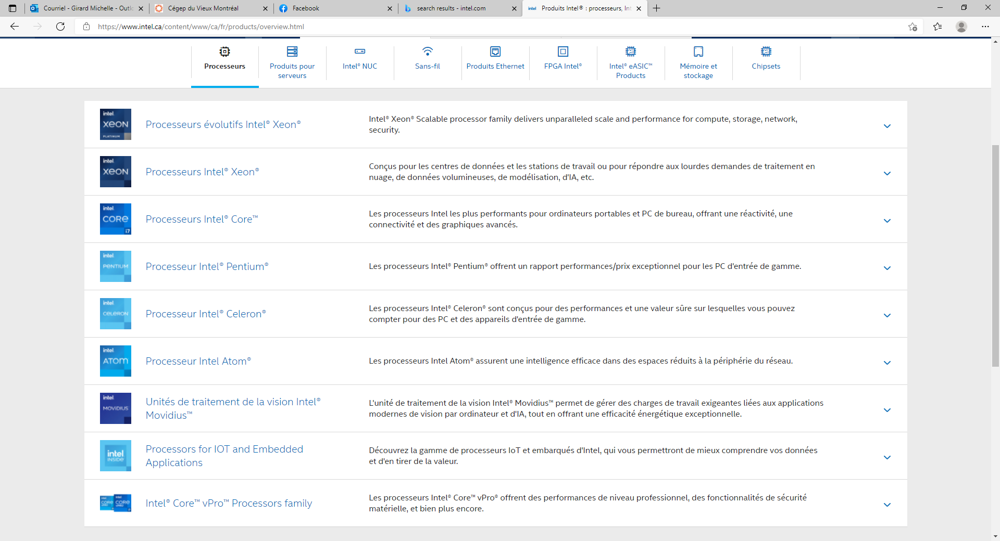 Courriel - Girard Michelle - Outlo
Cégep du Vieux Montréal
Facebook
search results - intel.com
intel
Produits Intel® : processeurs, Int
https://www.intel.ca/content/www/ca/fr/products/overview.html
Processeurs
Produits pour
serveurs
Intel® NUC
Sans-fil
Produits Ethernet
FPGA Intel®
Intel® eASIC™
Products
Mémoire et
stockage
Chipsets
intel
XEON
PLATINUM
Processeurs évolutifs Intel® Xeon®
Intel® Xeon® Scalable processor family delivers unparalleled scale and performance for compute, storage, network,
security.
intel
XEON
Processeurs Intel® Xeon®
Conçus pour les centres de données et les stations de travail ou pour répondre aux lourdes demandes de traitement en
nuage, de données volumineuses, de modélisation, d'IA, etc.
intel
CORE
i7
Processeurs Intel® Core™
Les processeurs Intel les plus performants pour ordinateurs portables et PC de bureau, offrant une réactivité, une
connectivité et des graphiques avancés.
intel
PENTIUM
Processeur Intel® Pentium®
Les processeurs Intel® Pentium® offrent un rapport performances/prix exceptionnel pour les PC d'entrée de gamme.
intel
CELERON
Processeur Intel® Celeron®
Les processeurs Intel® Celeron® sont conçus pour des performances et une valeur sûre sur lesquelles vous pouvez
compter pour des PC et des appareils d'entrée de gamme.
intel
ATOM
Processeur Intel Atom®
Les processeurs Intel Atom® assurent une intelligence efficace dans des espaces réduits à la périphérie du réseau.
intel
MOVIDIUS
Unités de traitement de la vision Intel®
Movidius™
L'unité de traitement de la vision Intel® Movidius™ permet de gérer des charges de travail exigeantes liées aux applications
modernes de vision par ordinateur et d'IA, tout en offrant une efficacité énergétique exceptionnelle.
intel
INSIDE
Processors for IOT and Embedded
Applications
Découvrez la gamme de processeurs IoT et embarqués d'Intel, qui vous permettront de mieux comprendre vos données
et d'en tirer de la valeur.
intel
CORE
intel
CORE
Intel® Core™ vPro™ Processors family
Les processeurs Intel® Core™ vPro® offrent des performances de niveau professionnel, des fonctionnalités de sécurité
matérielle, et bien plus encore.